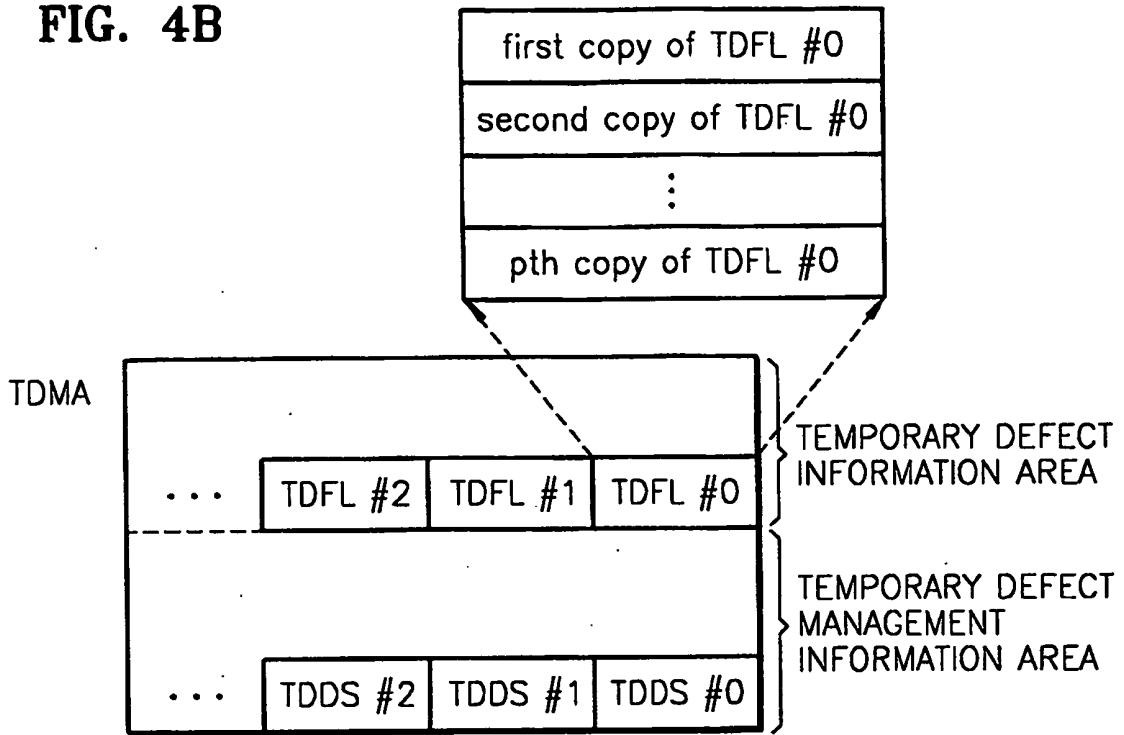 FIG. 4B
first copy of TDFL #0
second copy of TDFL #0
⋮
pth copy of TDFL #0
TDMA
TEMPORARY DEFECT
INFORMATION AREA
... TDFL #2 TDFL #1 TDFL #0
TEMPORARY DEFECT
MANAGEMENT
INFORMATION AREA
... TDDS #2 TDDS #1 TDDS #0